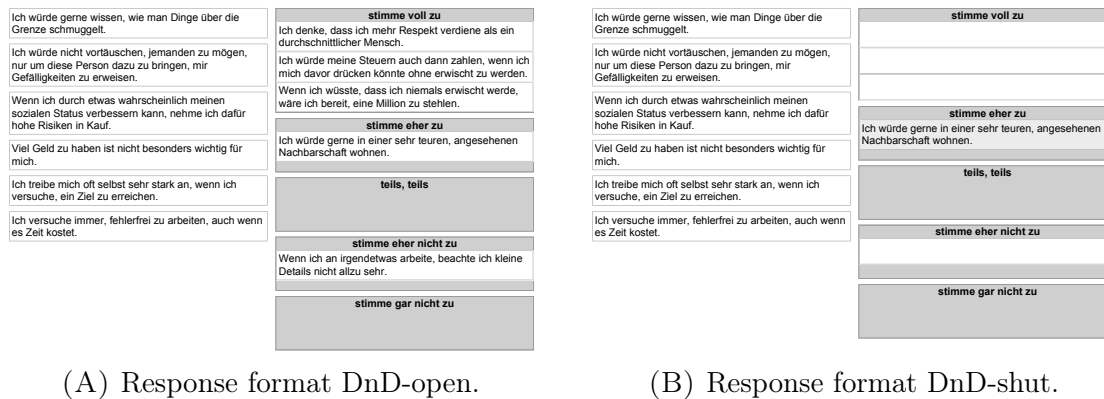 Ich würde gerne wissen, wie man Dinge über die
Grenze schmuggelt.
Ich würde nicht vortäuschen, jemanden zu mögen,
nur um diese Person dazu zu bringen, mir
Gefälligkeiten zu erweisen.
Wenn ich durch etwas wahrscheinlich meinen
sozialen Status verbessern kann, nehme ich dafür
hohe Risiken in Kauf.
Viel Geld zu haben ist nicht besonders wichtig für
mich.
Ich treibe mich oft selbst sehr stark an, wenn ich
versuche, ein Ziel zu erreichen.
Ich versuche immer, fehlerfrei zu arbeiten, auch wenn
es Zeit kostet.
stimme voll zu
Ich denke, dass ich mehr Respekt verdiene als ein
durchschnittlicher Mensch.
Ich würde meine Steuern auch dann zahlen, wenn ich
mich davor drücken könnte ohne erwischt zu werden.
Wenn ich wüsste, dass ich niemals erwischt werde,
wäre ich bereit, eine Million zu stehlen.
stimme eher zu
Ich würde gerne in einer sehr teuren, angesehenen
Nachbarschaft wohnen.
teils, teils
stimme eher nicht zu
Wenn ich an irgendetwas arbeite, beachte ich kleine
Details nicht allzu sehr.
stimme gar nicht zu
(A) Response format DnD-open.
Ich würde gerne wissen, wie man Dinge über die
Grenze schmuggelt.
Ich würde nicht vortäuschen, jemanden zu mögen,
nur um diese Person dazu zu bringen, mir
Gefälligkeiten zu erweisen.
Wenn ich durch etwas wahrscheinlich meinen
sozialen Status verbessern kann, nehme ich dafür
hohe Risiken in Kauf.
Viel Geld zu haben ist nicht besonders wichtig für
mich.
Ich treibe mich oft selbst sehr stark an, wenn ich
versuche, ein Ziel zu erreichen.
Ich versuche immer, fehlerfrei zu arbeiten, auch wenn
es Zeit kostet.
stimme voll zu
stimme eher zu
Ich würde gerne in einer sehr teuren, angesehenen
Nachbarschaft wohnen.
teils, teils
stimme eher nicht zu
stimme gar nicht zu
(B) Response format DnD-shut.